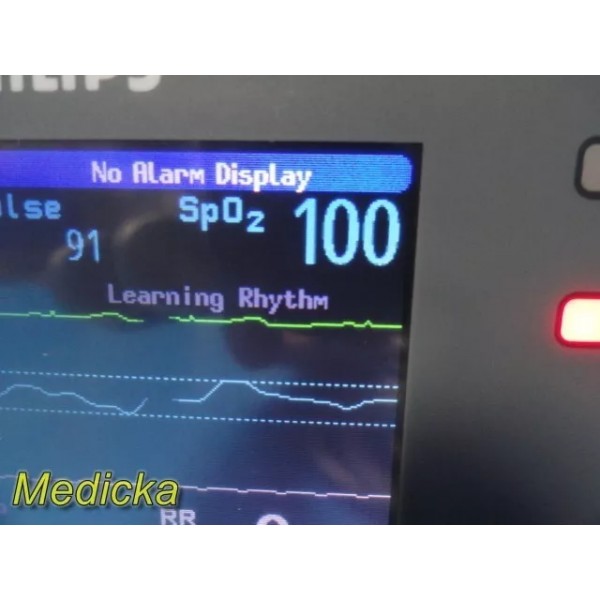 No Alarm Display
SpO2 100
91
Learning Rhythm
Medicka
RR